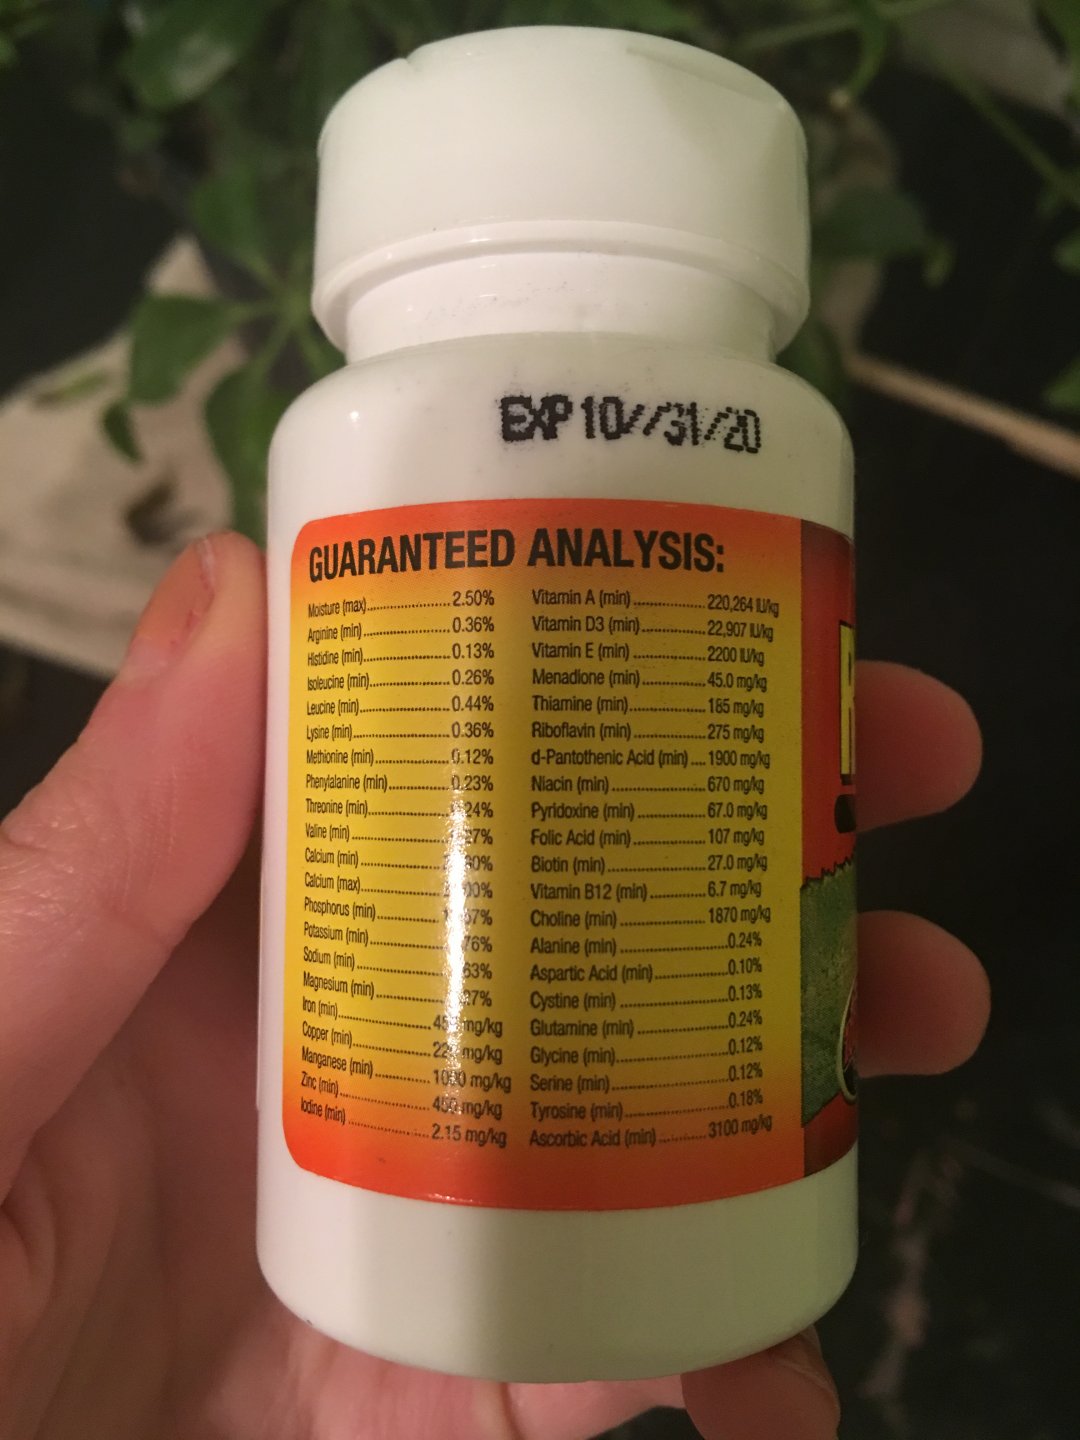 EXP 10//31/20
GUARANTEED ANALYSIS:
Moisture (max)..................2.50%
Arginine (min)..................0.36%
Histidine (min)..................0.13%
Isoleucine (min)..................0.26%
Leucine (min)..................0.44%
Lysine (min)..................0.36%
Methionine (min)..................0.12%
Phenylalanine (min)..................0.23%
Threonine (min)
Valine (min)
Calcium (min)
Calcium (max)
Phosphorus (min)
Potassium (min)
Sodium (min)
Magnesium (min)
Iron (min) mg/kg
Copper (min) mg/kg
Manganese (min) mg/kg
Zinc (min) mg/kg
Iodine (min)..................2.15 mg/kg
Vitamin A (min)..................220,264 IU/kg
Vitamin D3 (min)..................22,907 IU/kg
Vitamin E (min)..................2200 IU/kg
Menadione (min)..................45.0 mg/kg
Thiamine (min)..................185 mg/kg
Riboflavin (min)..................275 mg/kg
d-Pantothenic Acid (min)....1900 mg/kg
Niacin (min)..................670 mg/kg
Pyridoxine (min)..................67.0 mg/kg
Folic Acid (min)..................107 mg/kg
Biotin (min)..................27.0 mg/kg
Vitamin B12 (min)..................6.7 mg/kg
Choline (min)..................1870 mg/kg
Alanine (min)..................0.24%
Aspartic Acid (min)..................0.10%
Cystine (min)..................0.13%
Glutamine (min)..................0.24%
Glycine (min)..................0.12%
Serine (min)..................0.12%
Tyrosine (min)..................0.18%
Ascorbic Acid (min)............3100 mg/kg